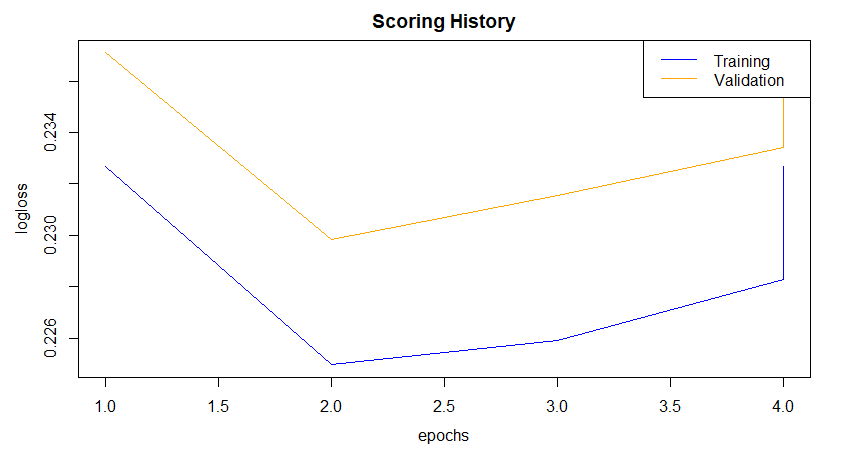 Scoring History
Training
Validation
logloss
0.234
0.230
0.226
1.0 1.5 2.0 2.5 3.0 3.5 4.0
epochs